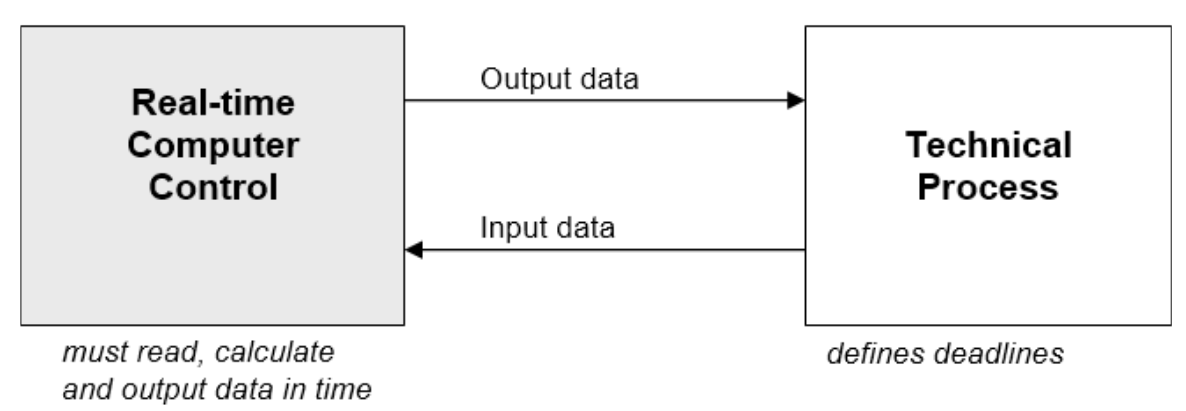 Real-time
Computer
Control
Output data
Input data
Technical
Process
must read, calculate
and output data in time
defines deadlines